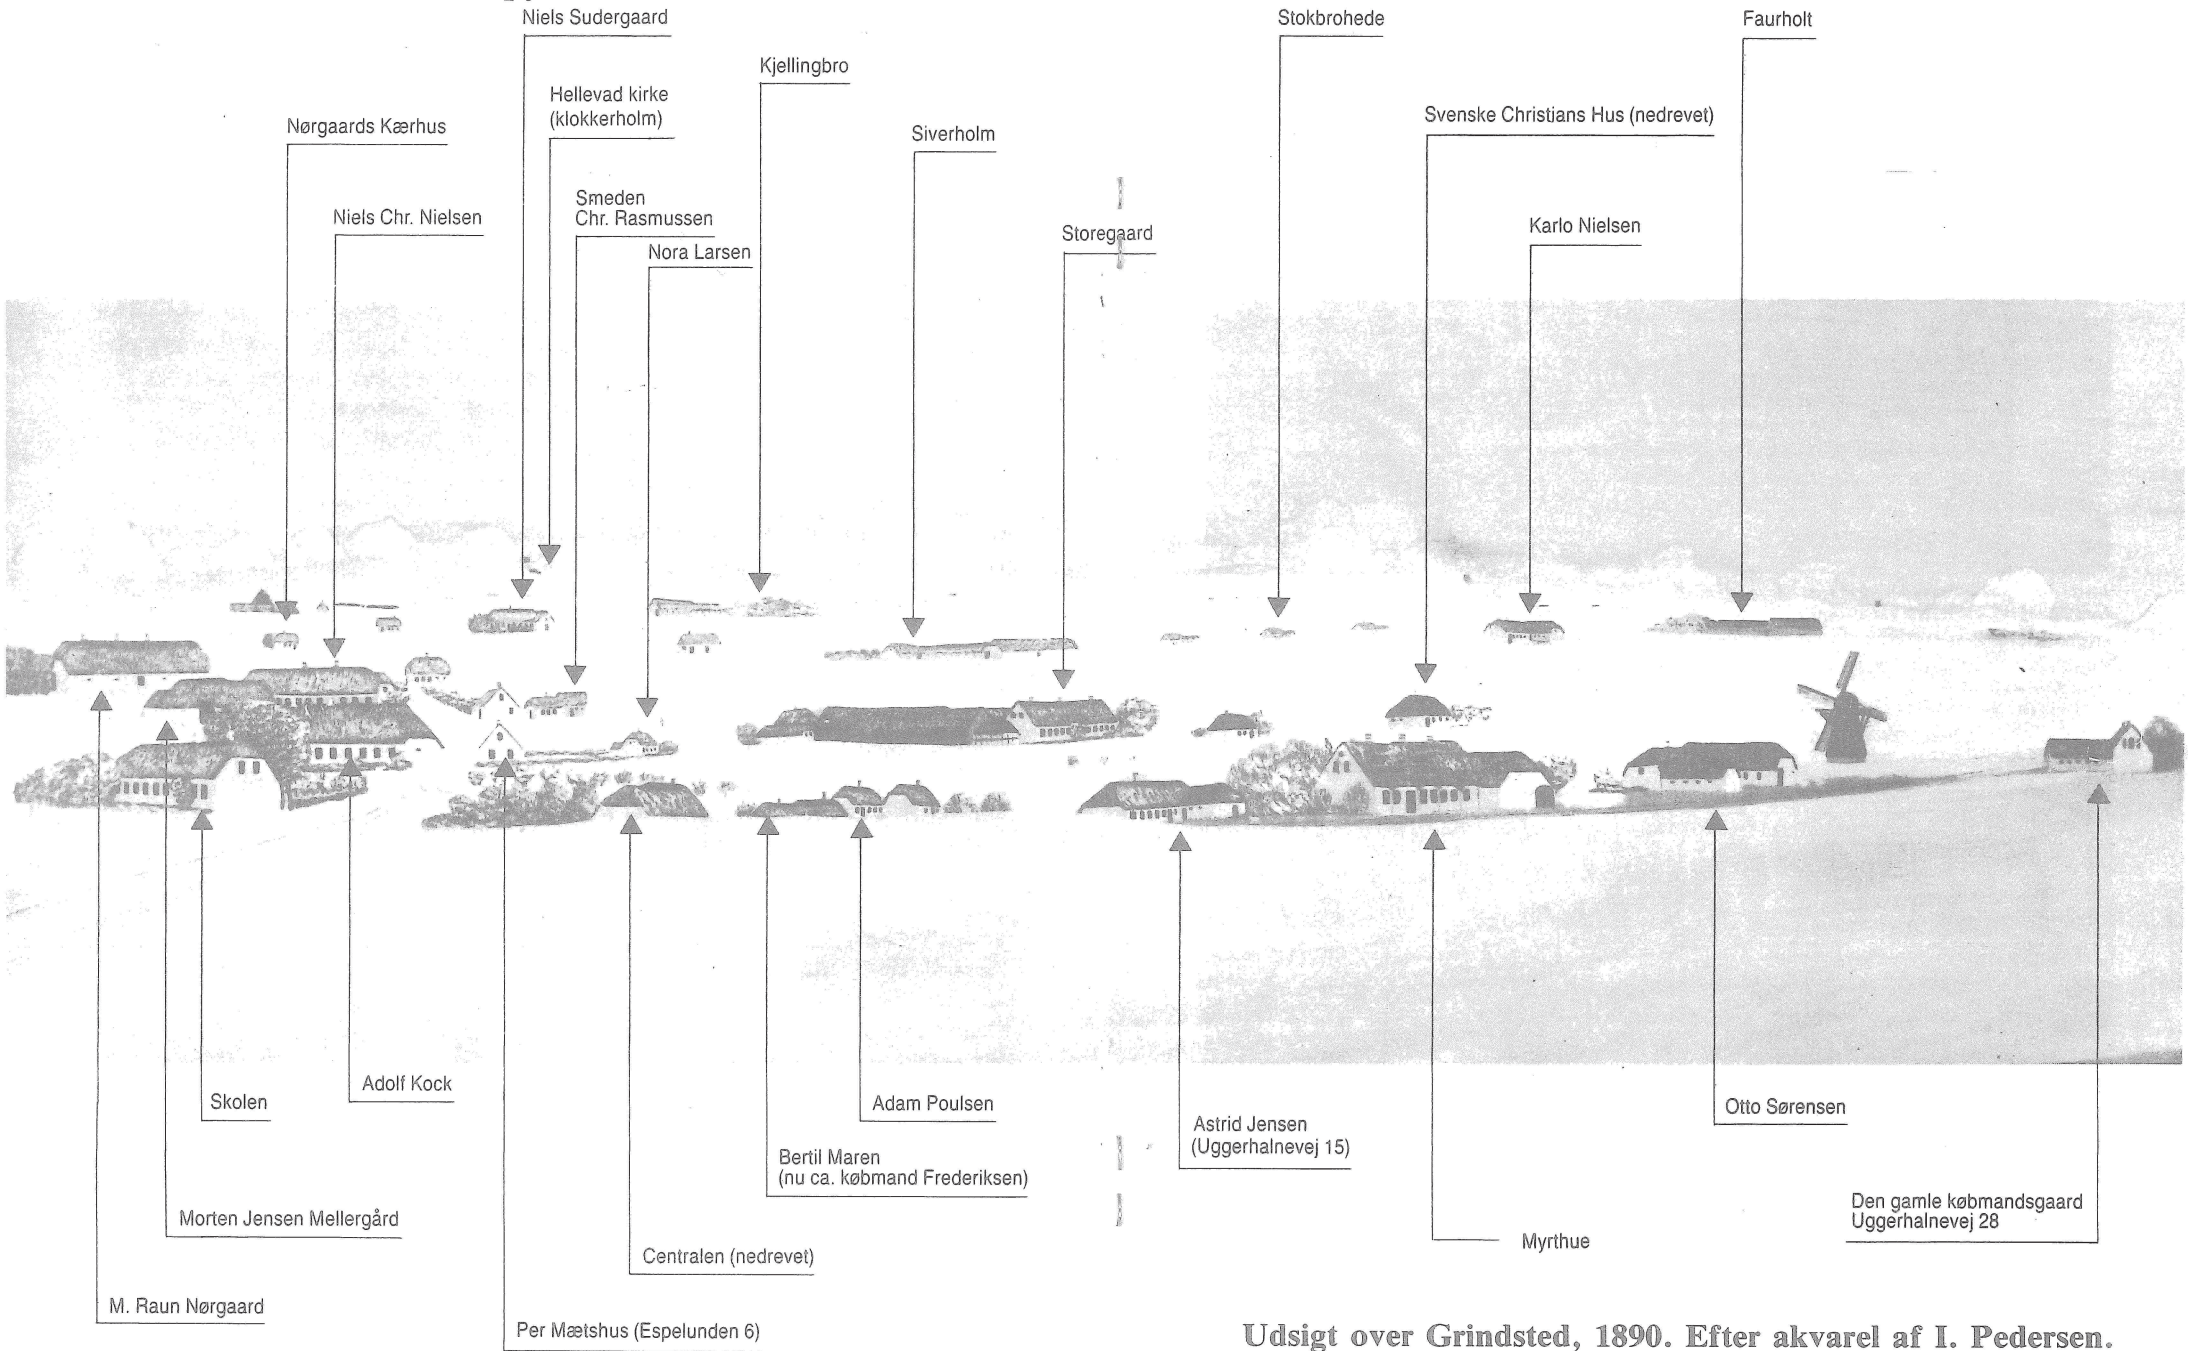 Niels Sudergaard
Stokbrohede
Faurholt
Kjellingbro
Hellevad kirke
(klokkerholm)
Svenske Christians Hus (nedrevet)
Nørgaards Kærhus
Siverholm
Smeden
Chr. Rasmussen
Niels Chr. Nielsen
Karlo Nielsen
Storegaard
Nora Larsen
Adolf Kock
Skolen
Adam Poulsen
Otto Sørensen
Astrid Jensen
(Uggerhalnevej 15)
Bertil Maren
(nu ca. købmand Frederiksen)
Den gamle købmandsgaard
Uggerhalnevej 28
Morten Jensen Mellergård
Myrthue
Centralen (nedrevet)
M. Raun Nørgaard
Per Mætshus (Espelunden 6)
Udsigt over Grindsted, 1890. Efter akvarel af I. Pedersen.